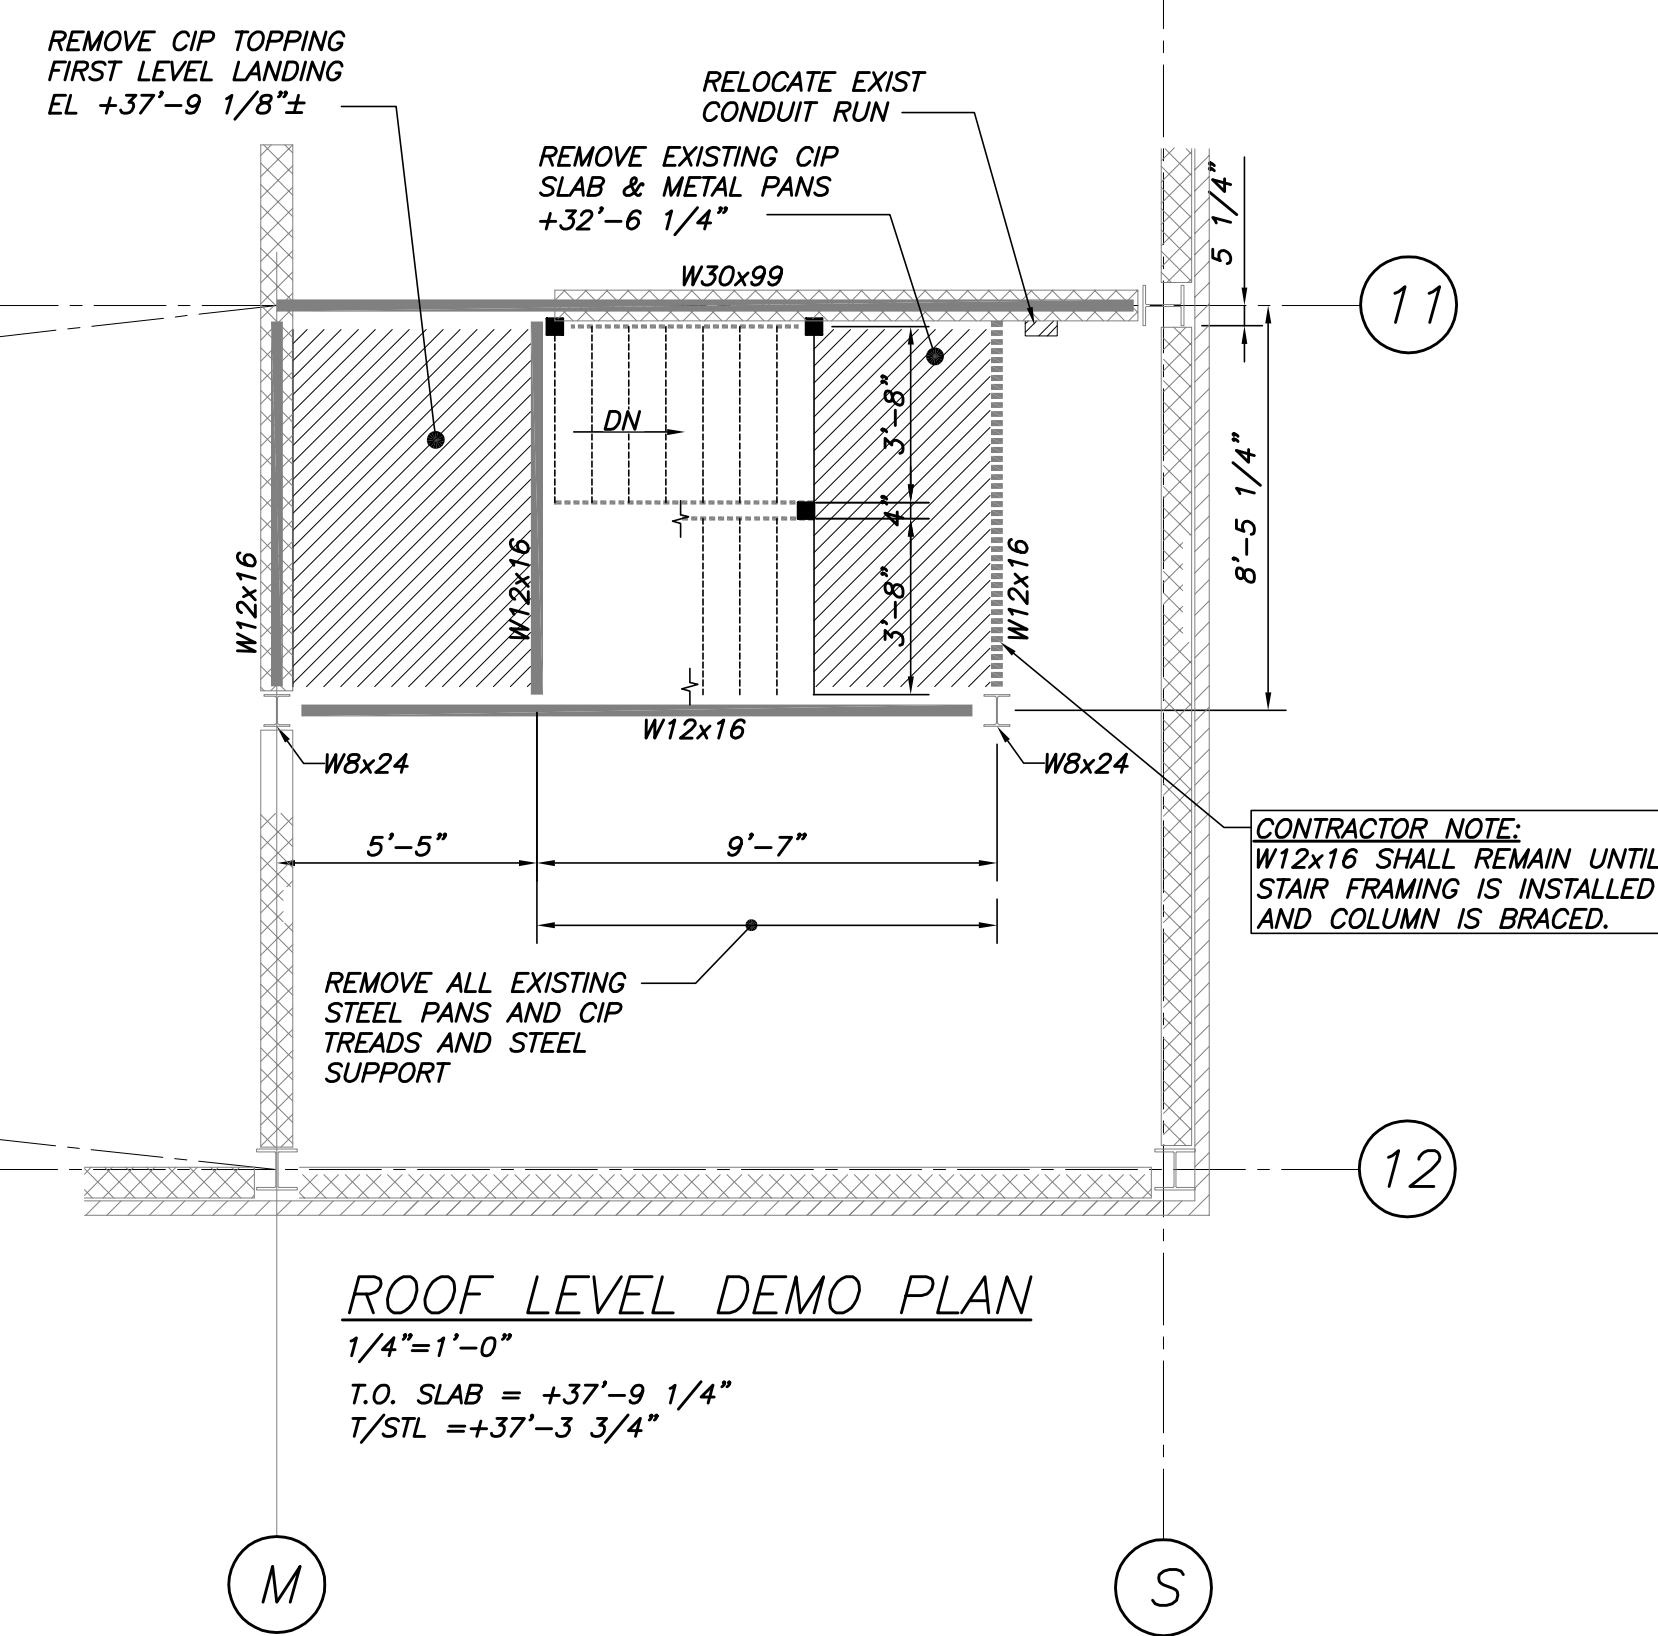 REMOVE CIP TOPPING
FIRST LEVEL LANDING
EL +37'-9 1/8"±
RELOCATE EXIST
CONDUIT RUN
REMOVE EXISTING CIP
SLAB & METAL PANS
+32'-6 1/4"
W30x99
5 1/4"
11
DN
3'-8"
4"
3'-8"
8'-5 1/4"
W12x16
W12x16
W12x16
W12x16
W8x24
W8x24
5'-5"
9'-7"
CONTRACTOR NOTE:
W12x16 SHALL REMAIN UNTIL
STAIR FRAMING IS INSTALLED
AND COLUMN IS BRACED.
REMOVE ALL EXISTING
STEEL PANS AND CIP
TREADS AND STEEL
SUPPORT
12
ROOF LEVEL DEMO PLAN
1/4"=1'-0"
T.O. SLAB = +37'-9 1/4"
T/STL =+37'-3 3/4"
M
S